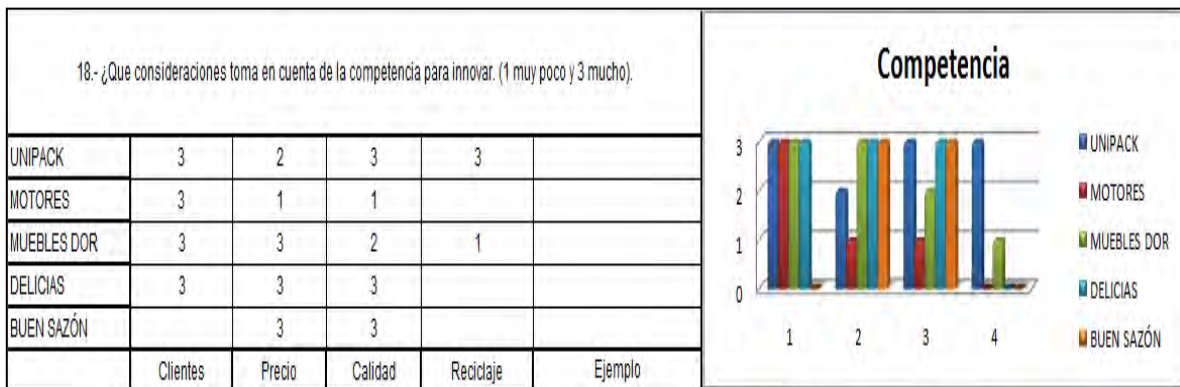 18.- ¿Que consideraciones toma en cuenta de la competencia para innovar. (1 muy poco y 3 mucho).
UNIPACK 3 2 3 3
MOTORES 3 1 1
MUEBLES DOR 3 3 2 1
DELICIAS 3 3 3
BUEN SAZÓN 3 3
Clientes Precio Calidad Reciclaje Ejemplo
Competencia
3
2
1
0
1 2 3 4
UNIPACK
MOTORES
MUEBLES DOR
DELICIAS
BUEN SAZÓN